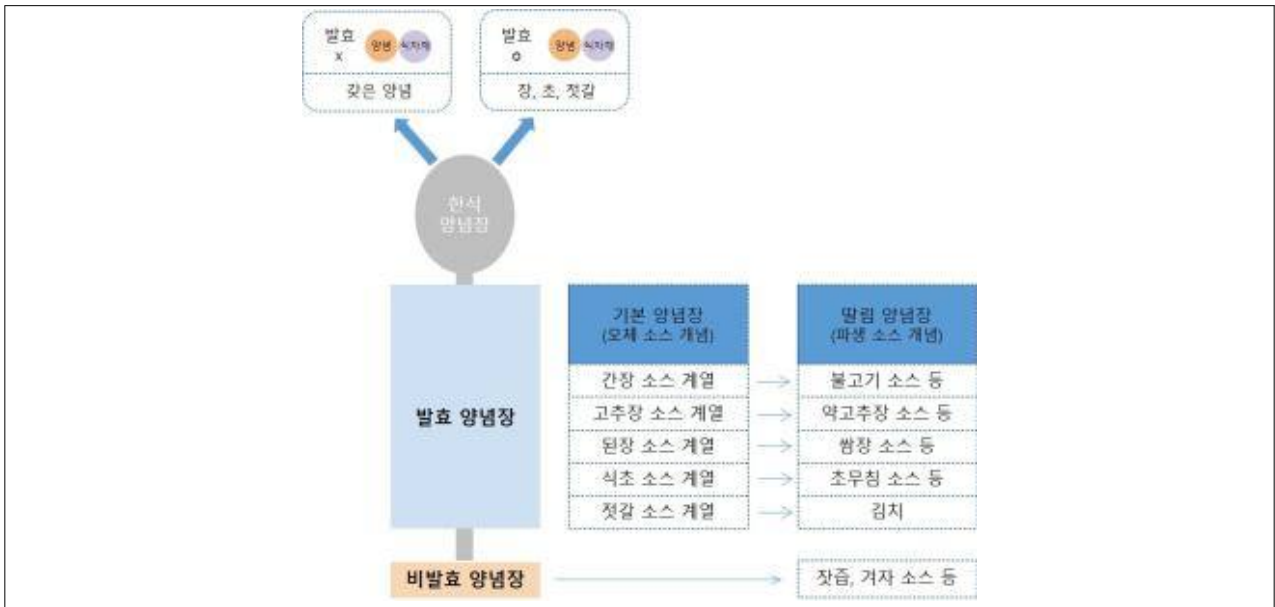 발효
x
양념
식자재
갖은 양념
발효
o
양념
식자재
장, 초, 젓갈
한식
양념장
발효 양념장
기본 양념장
(모체 소스 개념)
딸림 양념장
(파생 소스 개념)
간장 소스 계열
불고기 소스 등
고추장 소스 계열
약고추장 소스 등
된장 소스 계열
쌈장 소스 등
식초 소스 계열
초무침 소스 등
젓갈 소스 계열
김치
비발효 양념장
잣즙, 겨자 소스 등